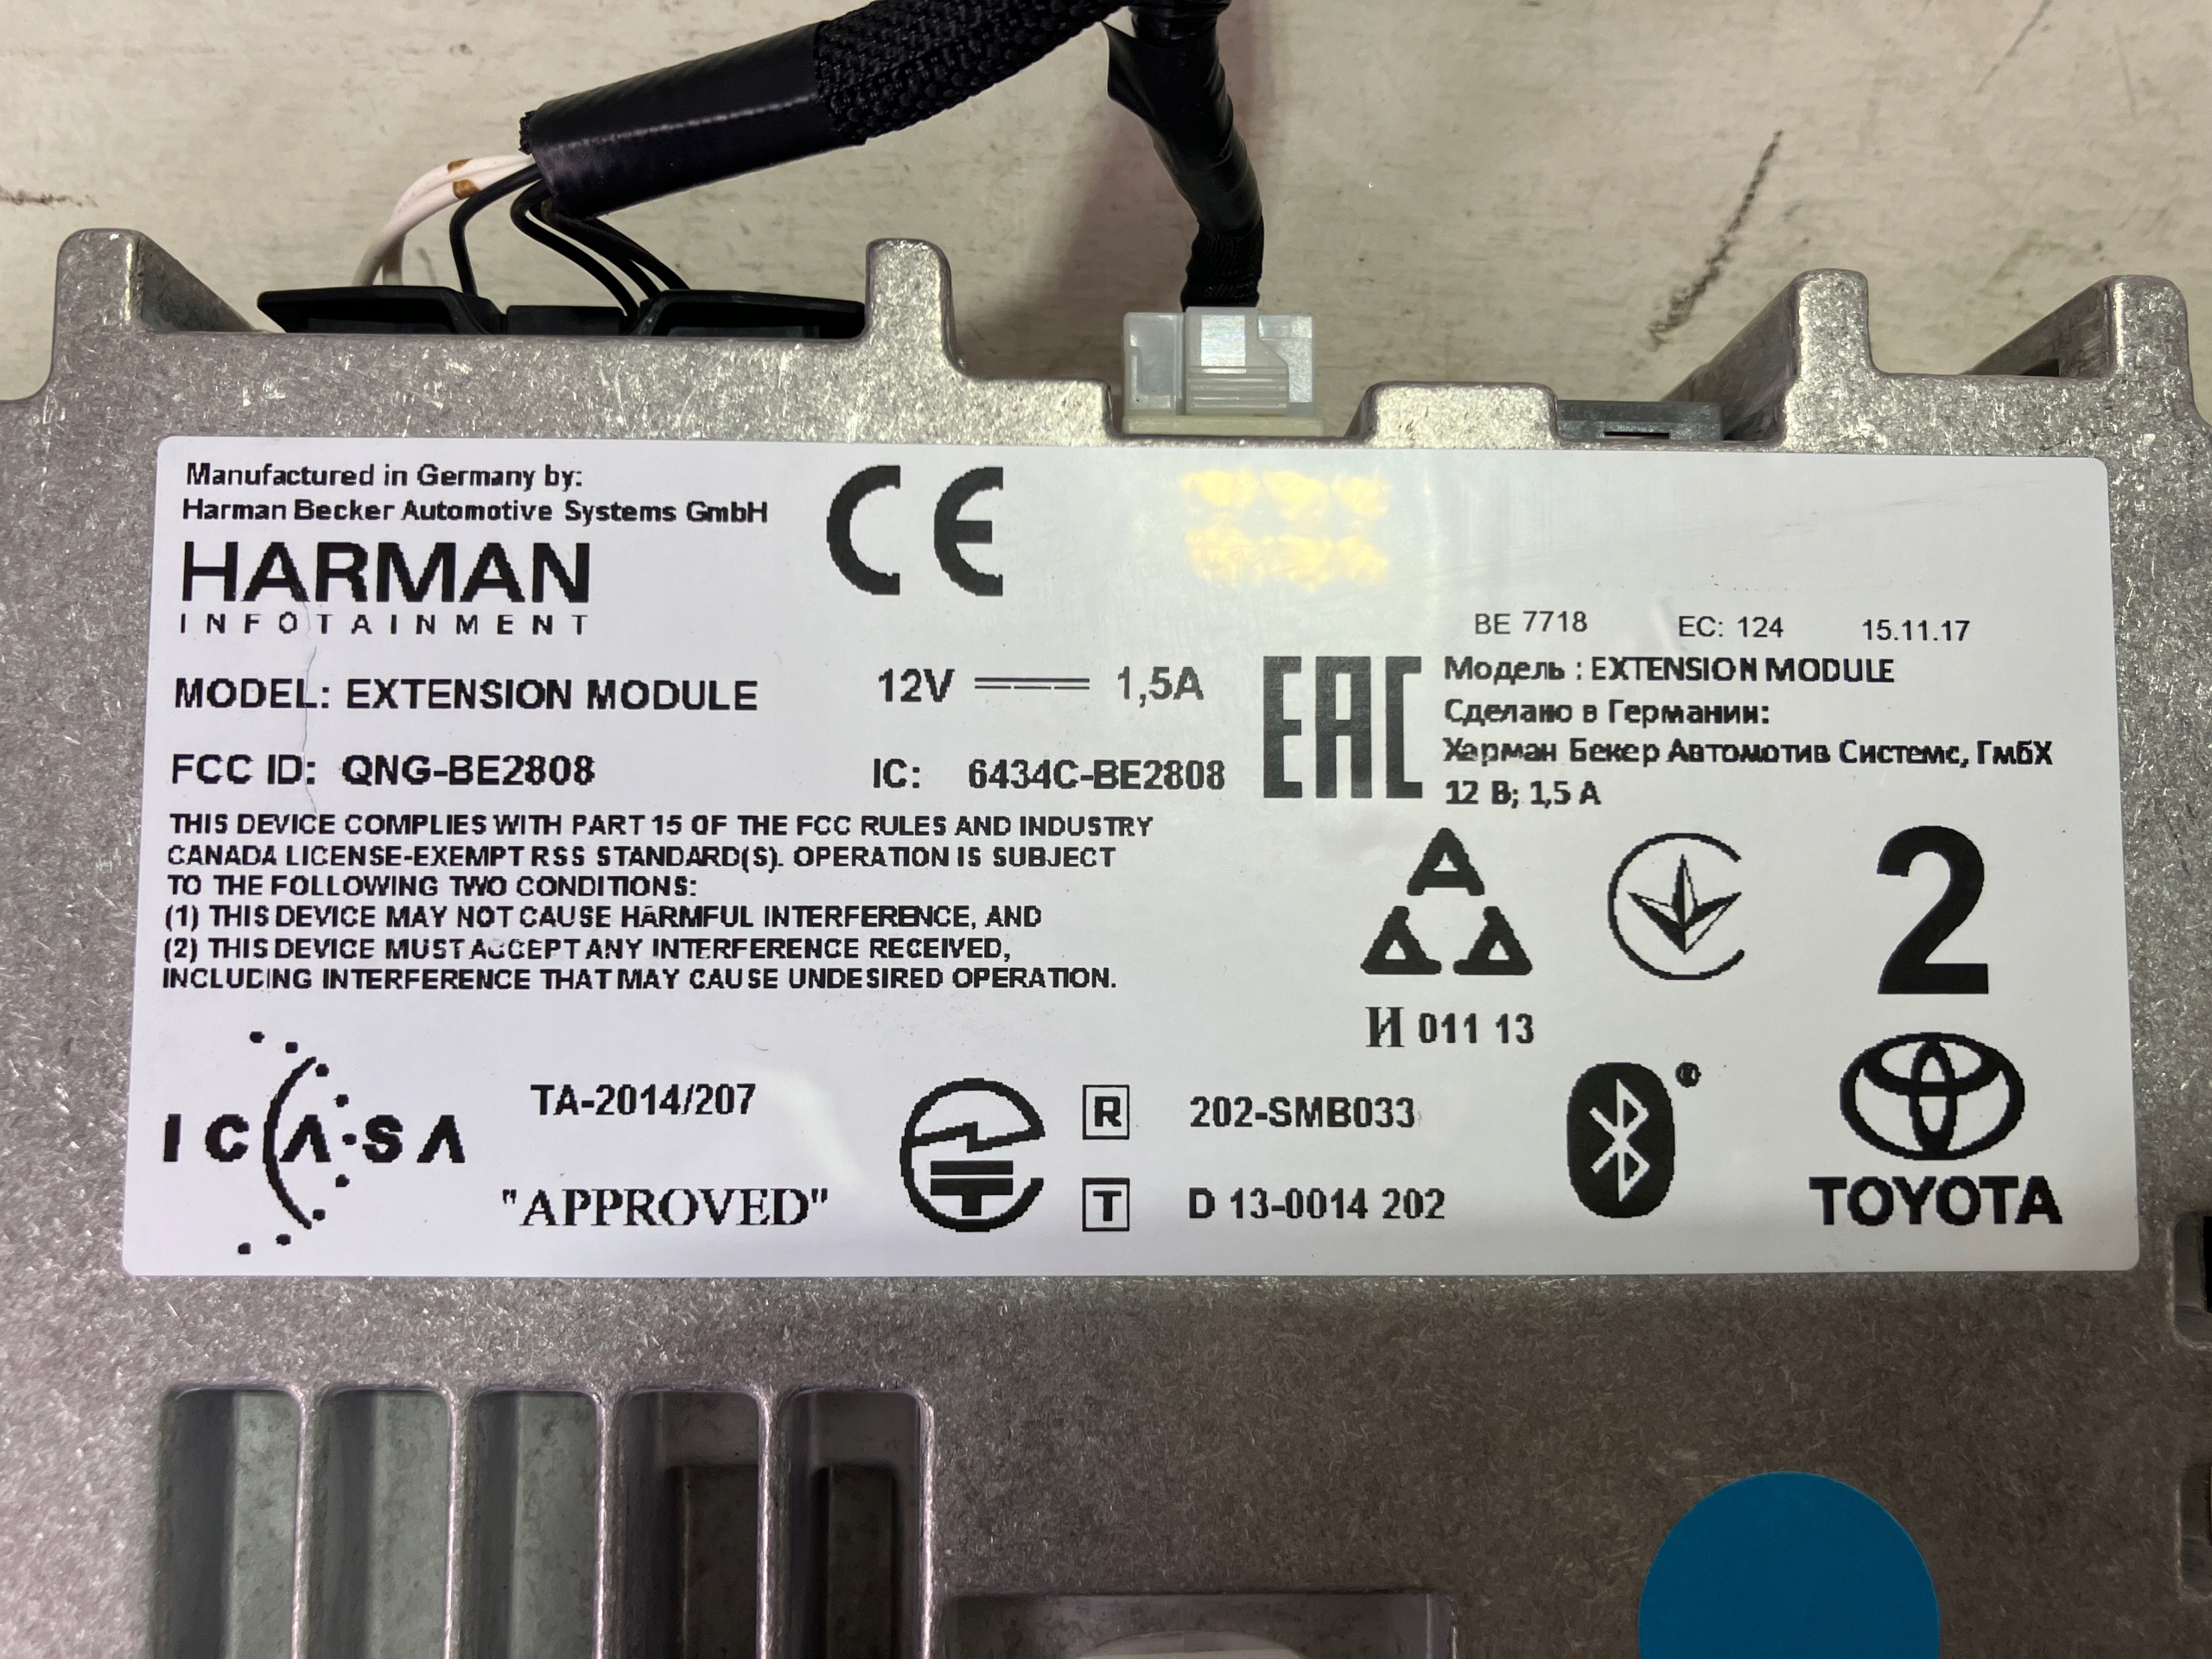 Manufactured in Germany by:
Harman Becker Automotive Systems GmbH
HARMAN
INFOTAINMENT
CE
MODEL: EXTENSION MODULE
12V 1,5A
FCC ID: QNG-BE2808
IC: 6434C-BE2808
THIS DEVICE COMPLIES WITH PART 15 OF THE FCC RULES AND INDUSTRY
CANADA LICENSE-EXEMPT RSS STANDARD(S). OPERATION IS SUBJECT
TO THE FOLLOWING TWO CONDITIONS:
(1) THIS DEVICE MAY NOT CAUSE HARMFUL INTERFERENCE, AND
(2) THIS DEVICE MUST ACCEPT ANY INTERFERENCE RECEIVED,
INCLUDING INTERFERENCE THAT MAY CAUSE UNDESIRED OPERATION.
BE 7718 EC: 124 15.11.17
EAC
Модель : EXTENSION MODULE
Сделано в Германии:
Харман Бекер Автомотив Системс, ГмбХ
12 В; 1,5 А
И 011 13
2
ICASA
TA-2014/207
"APPROVED"
R 202-SMB033
T D 13-0014 202
®
TOYOTA